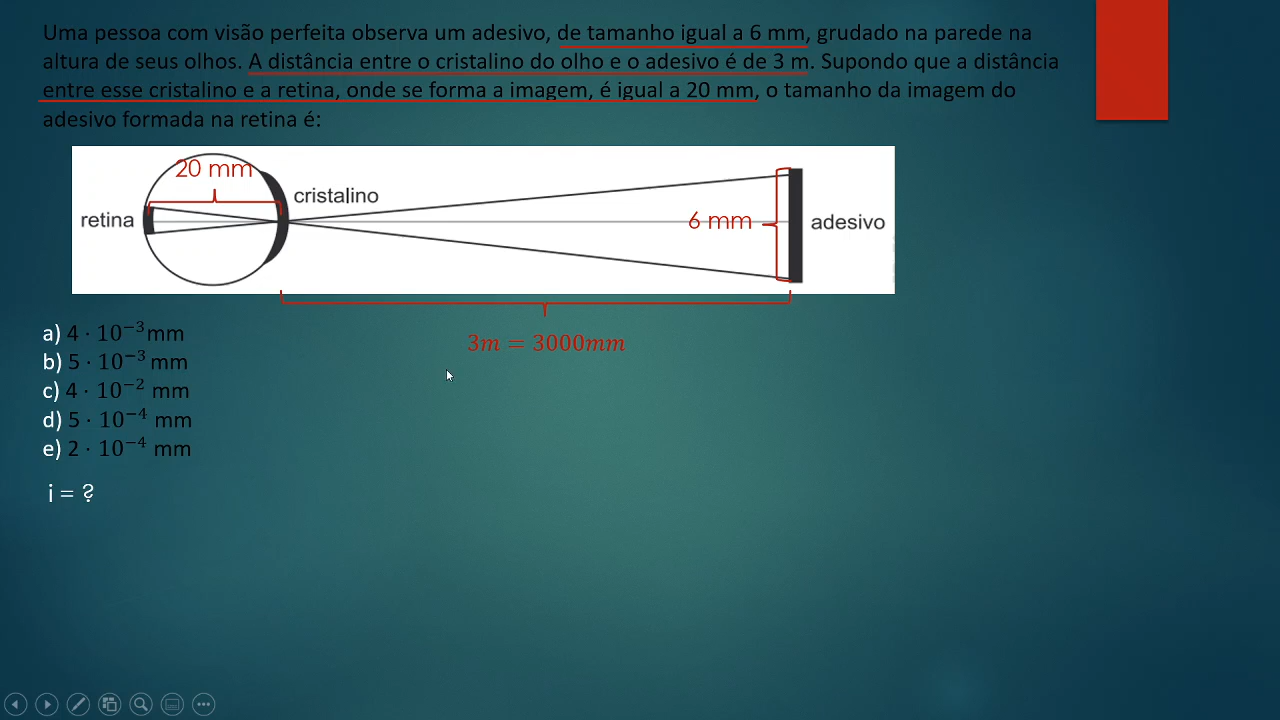 Uma pessoa com visão perfeita observa um adesivo, de tamanho igual a 6 mm, grudado na parede na
altura de seus olhos. A distância entre o cristalino do olho e o adesivo é de 3 m. Supondo que a distância
entre esse cristalino e a retina, onde se forma a imagem, é igual a 20 mm, o tamanho da imagem do
adesivo formada na retina é:
20 mm
cristalino
retina
6 mm
adesivo
3m = 3000mm
a) 4 · 10⁻³mm
b) 5 · 10⁻³ mm
c) 4 · 10⁻² mm
d) 5 · 10⁻⁴ mm
e) 2 · 10⁻⁴ mm
i = ?